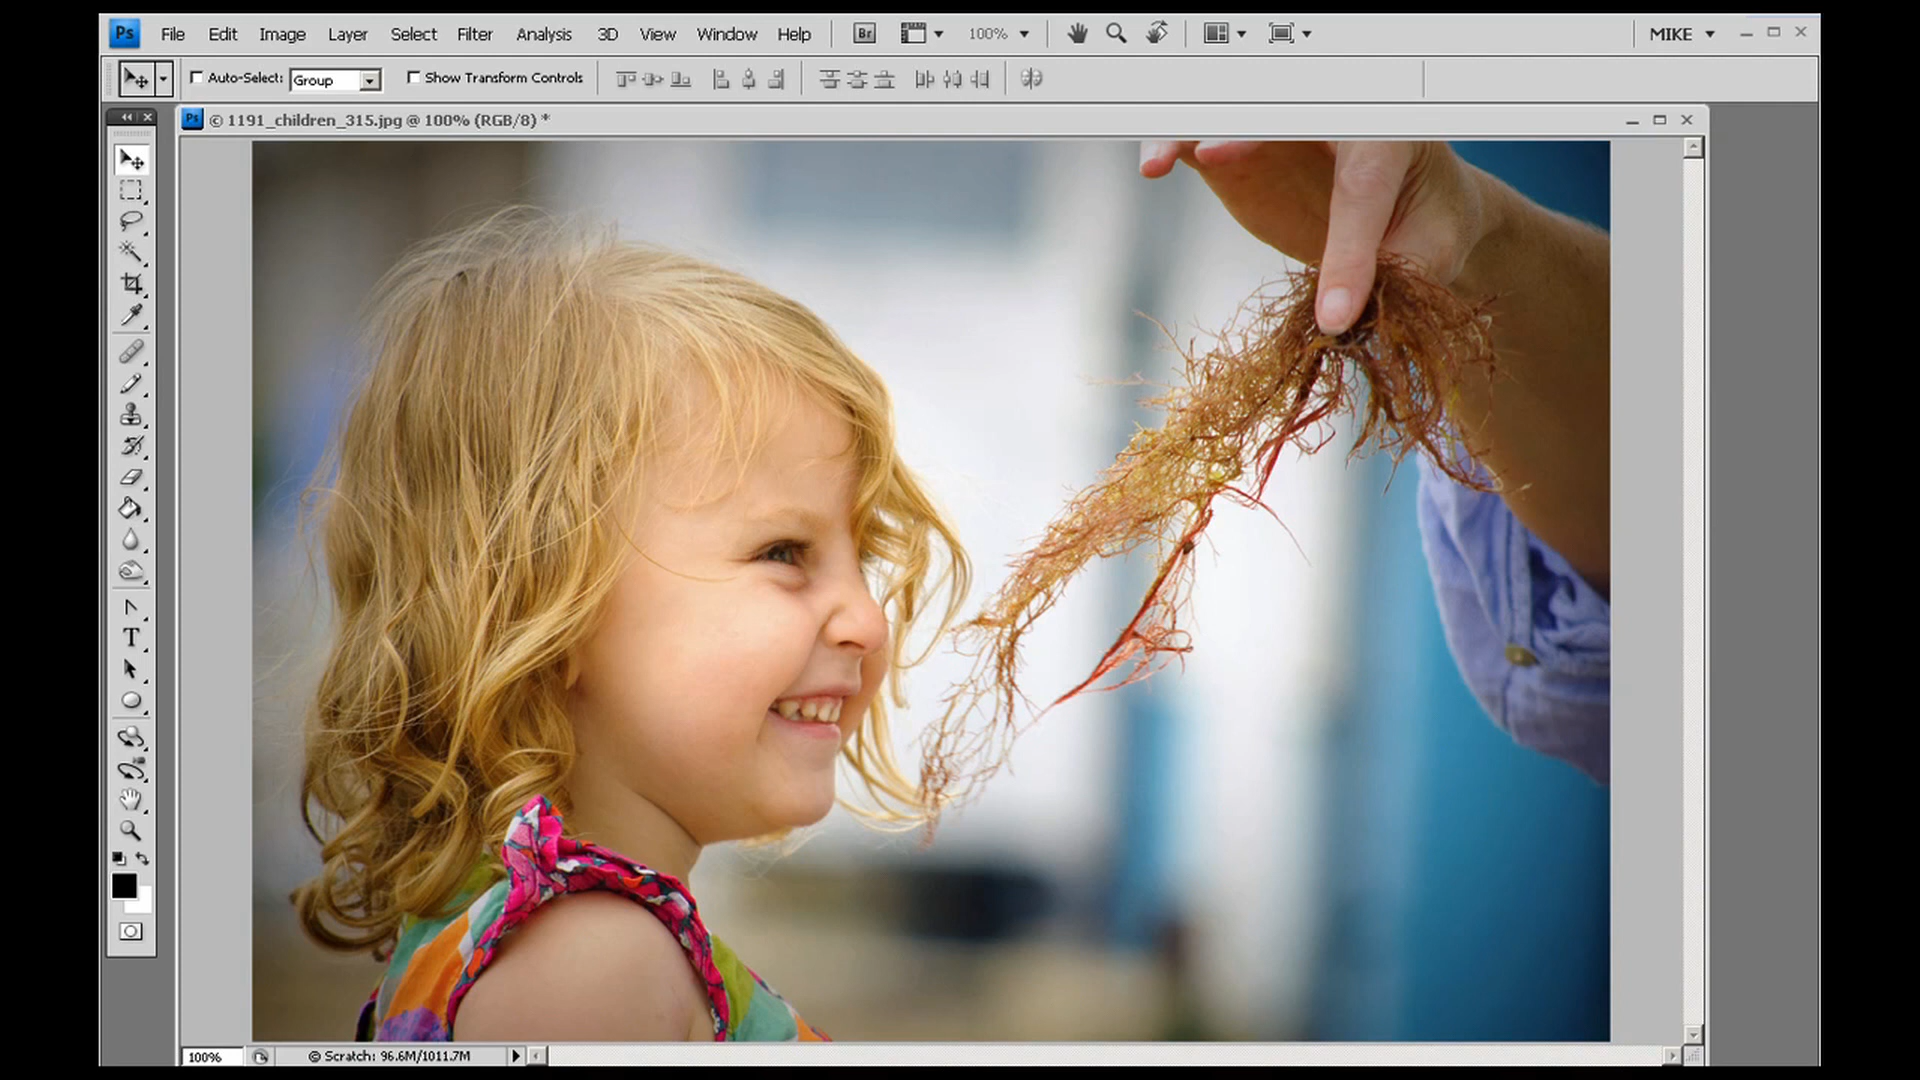 Ps File Edit Image Layer Select Filter Analysis 3D View Window Help Br 100% MIKE
Auto-Select: Group Show Transform Controls
Ps © 1191_children_315.jpg @ 100% (RGB/8) *
T
100% © Scratch: 96.6M/1011.7M